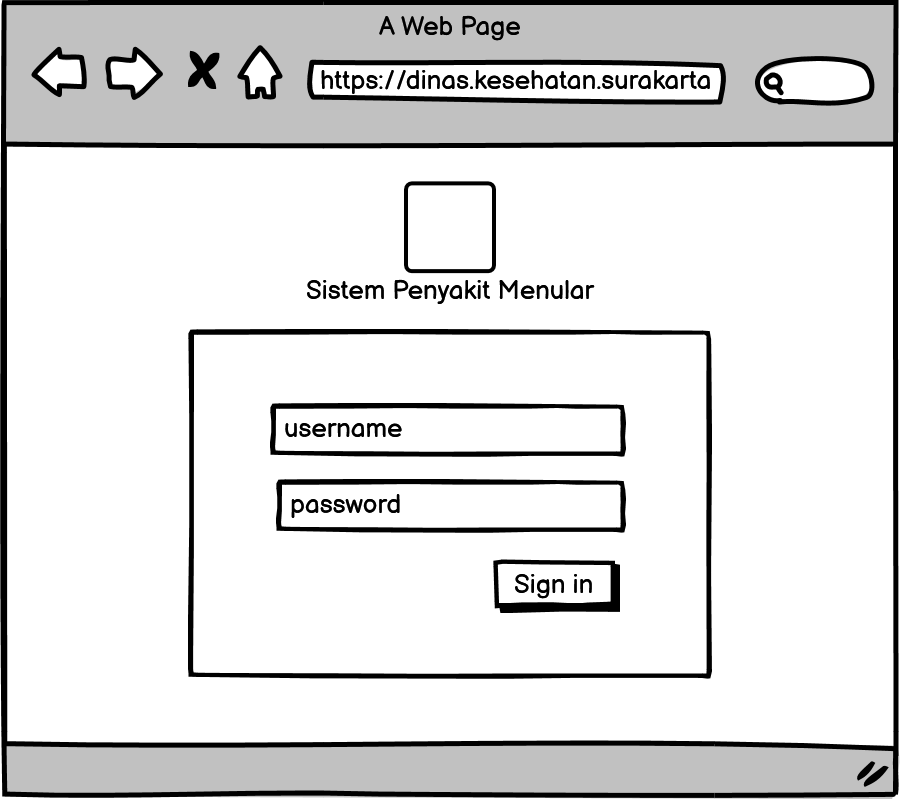 A Web Page
https://dinas.kesehatan.surakarta
Sistem Penyakit Menular
username
password
Sign in